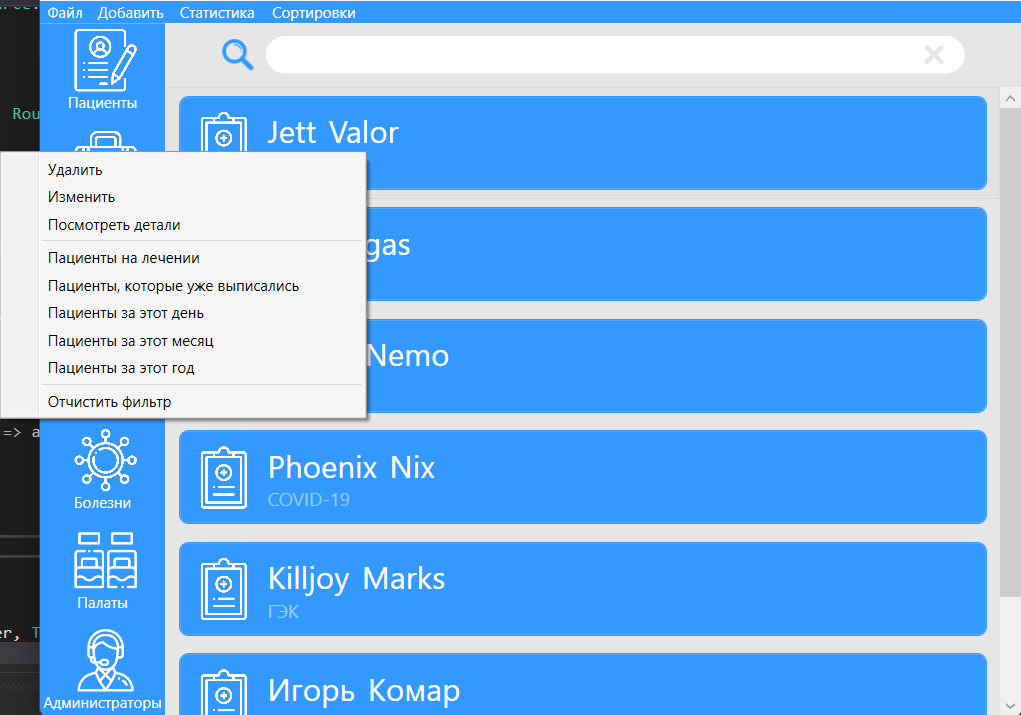 Файл Добавить Статистика Сортировки
Пациенты
Rou
Jett Valor
Удалить
Изменить
Посмотреть детали
gas
Пациенты на лечении
Пациенты, которые уже выписались
Пациенты за этот день
Пациенты за этот месяц
Nemo
Пациенты за этот год
Отчистить фильтр
=> a
Phoenix Nix
COVID-19
Болезни
Killjoy Marks
ГЭК
Палаты
er, T
Игорь Комар
Администраторы